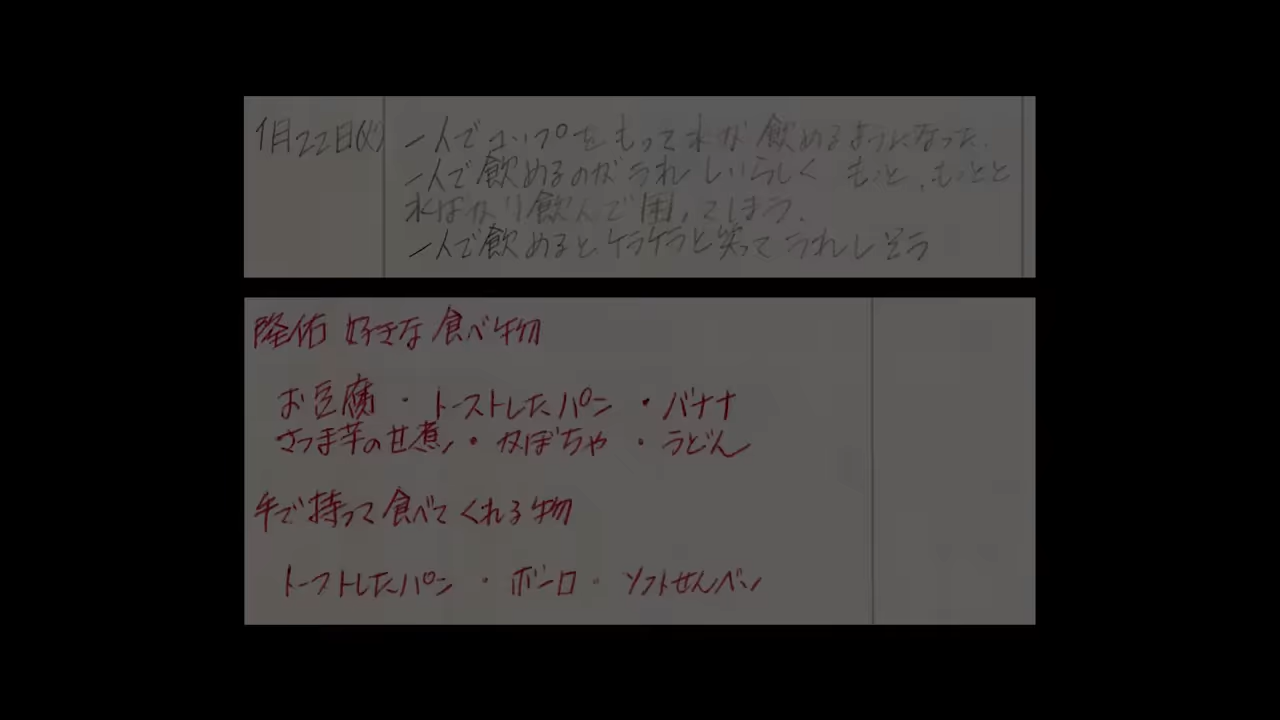 1月22日(火) 一人でコップをもって水が飲めるようになった.
一人で飲めるのがうれしいらしく もっと、もっとと
水ばかり飲んで困ってしまう.
一人で飲めるとケラケラと笑って うれしそう
隆佑 好きな食べ物
お豆腐 ・ トーストしたパン ・ バナナ
さつま芋の甘煮 ・ かぼちゃ ・ うどん
手で持って食べてくれる物
トーストしたパン ・ ボーロ ・ ソフトせんべい